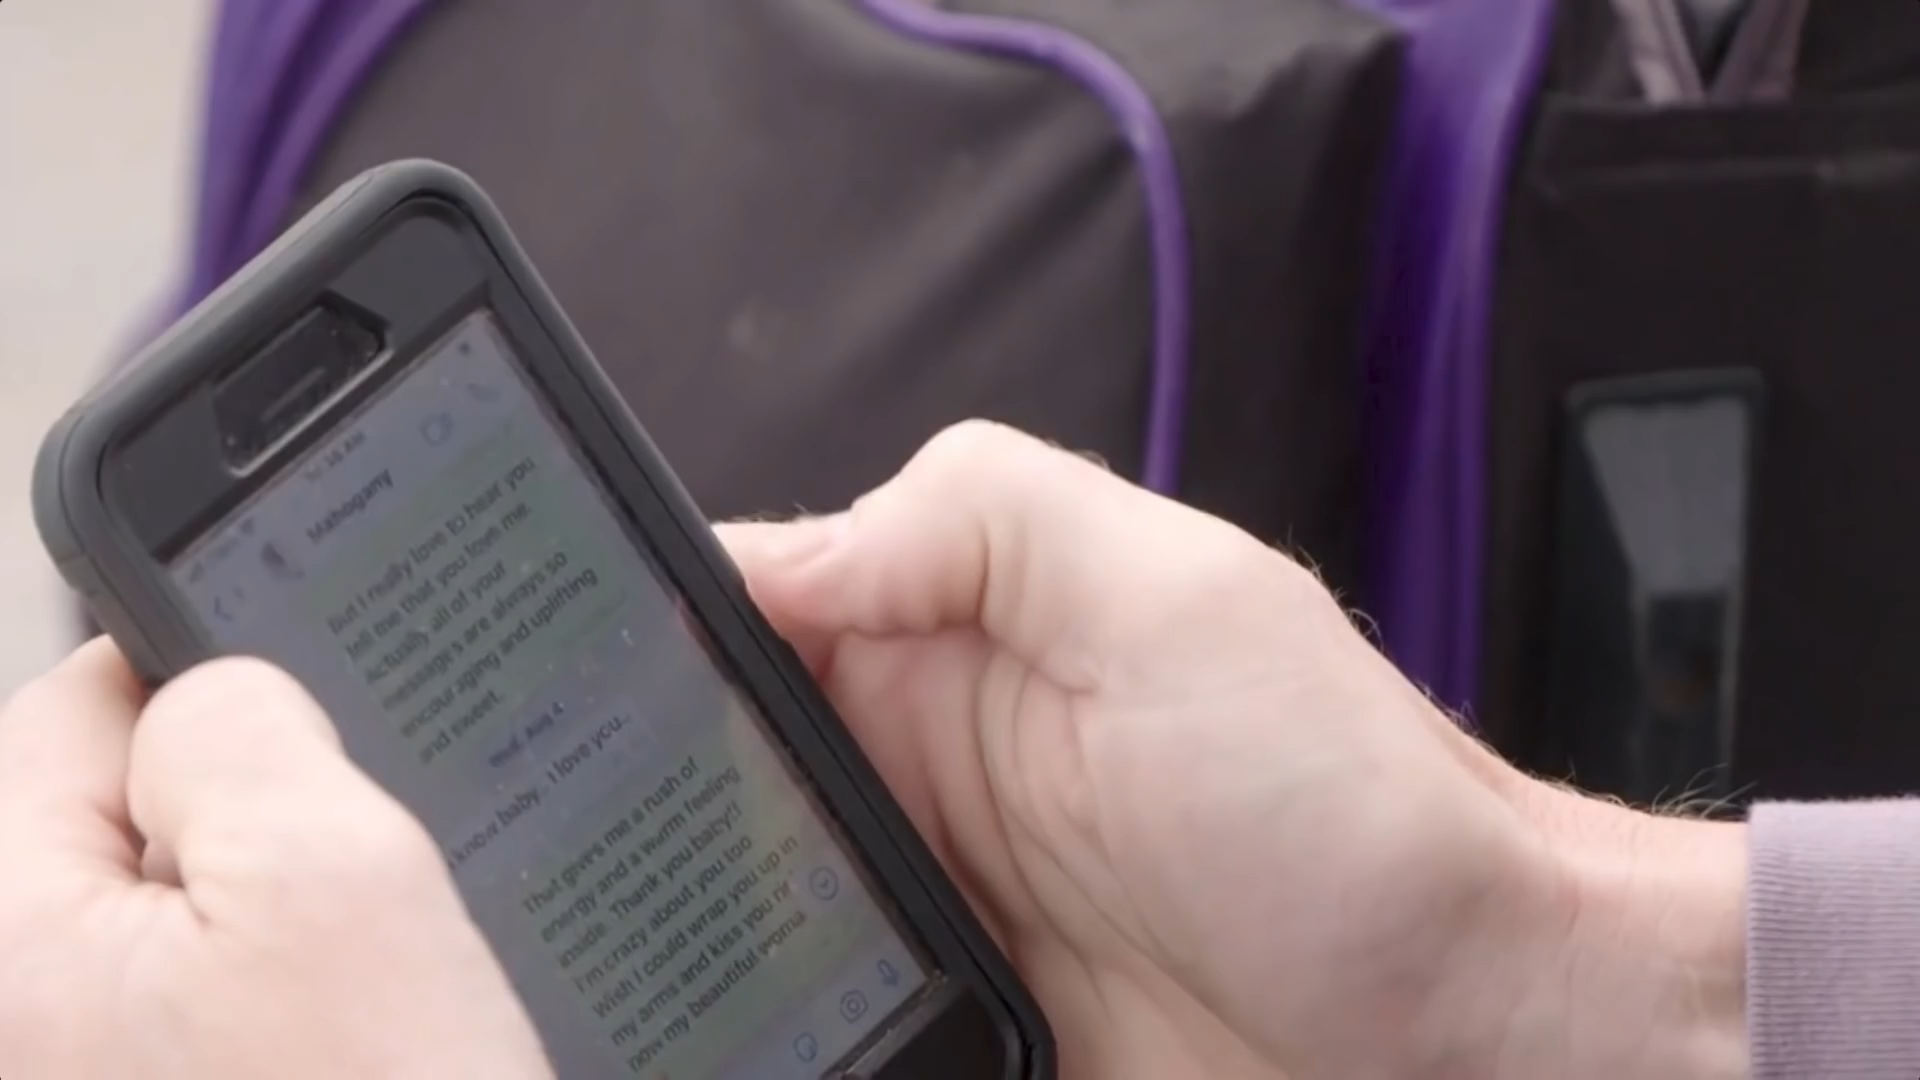 Mahogany
But I really love to hear you
tell me that you love me.
Actually all of your
messages are always so
encouraging and uplifting
and sweet.
Wed, Aug 4
know baby.. I love you..
That gives me a rush of
energy and a warm feeling
inside. Thank you baby!!
I'm crazy about you too
Wish I could wrap you up in
my arms and kiss you
now my beautiful woma